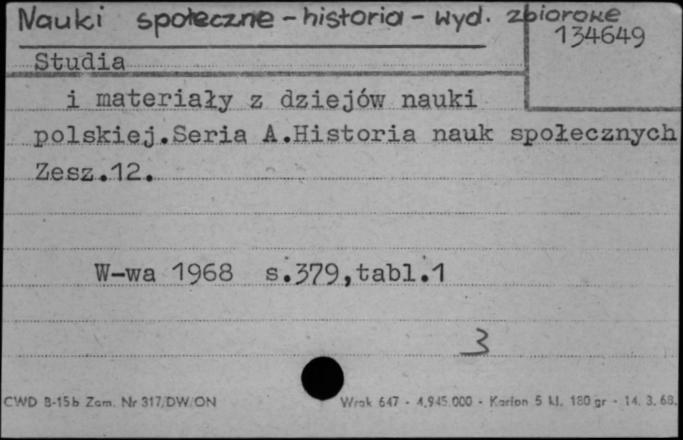 Nauki społeczne - historia - wyd. zbiorowe
134649
Studia
i materiały z dziejów nauki
polskiej.Seria A.Historia nauk społecznych
Zesz.12.
W-wa 1968 s.379,tabl.1
3
CWD B-15b Zam. Nr 317/DW/ON Wrok 647 - 4.945.000 - Karton 5 kl. 180 gr - 14. 3. 68.